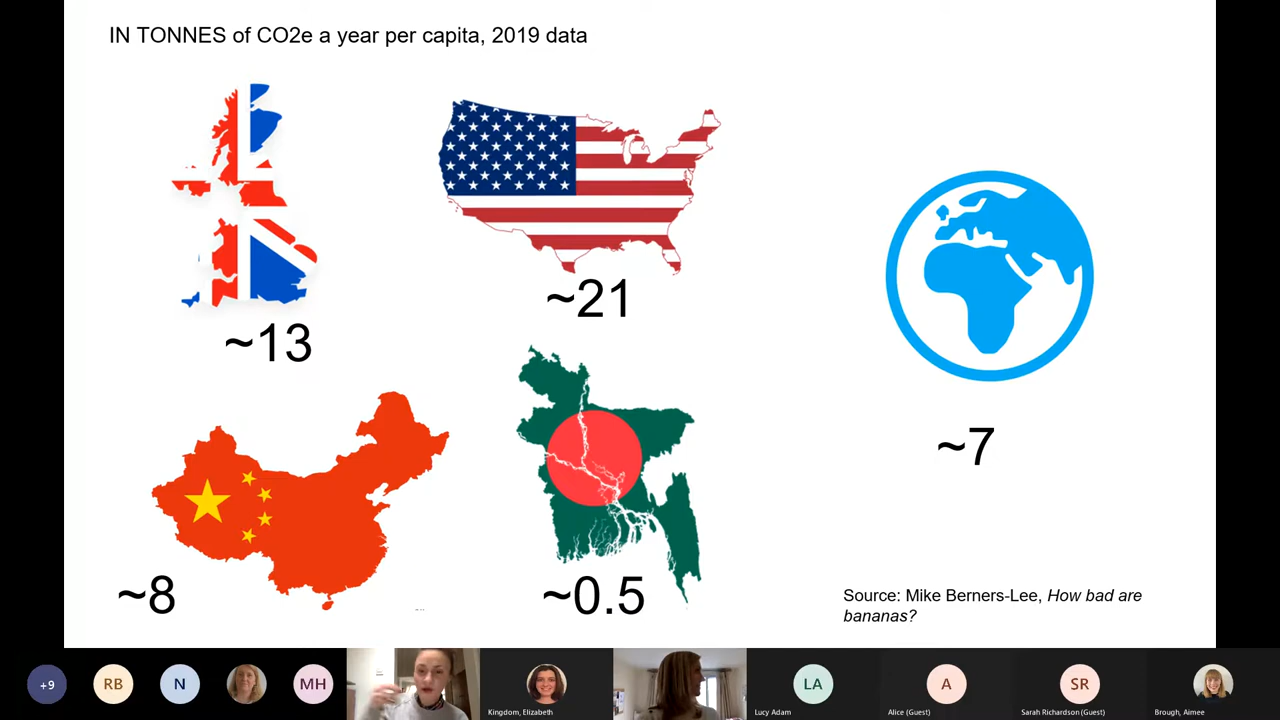 IN TONNES of CO2e a year per capita, 2019 data
~13
~21
~7
~8
~0.5
Source: Mike Berners-Lee, How bad are
bananas?
+9
RB
N
MH
Kingdom, Elizabeth
LA
Lucy Adam
A
Alice (Guest)
SR
Sarah Richardson (Guest)
Brough, Aimee